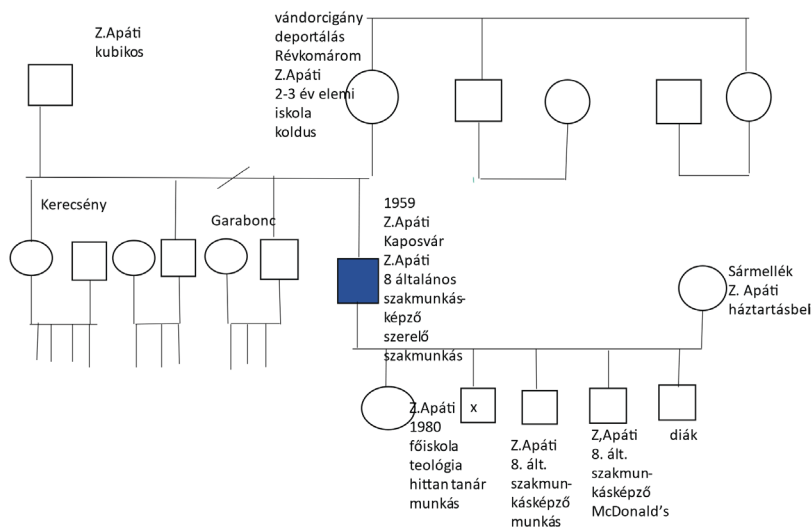 Z.Apáti
kubikos
vándorcigány
deportálás
Révkomárom
Z.Apáti
2-3 év elemi
iskola
koldus
Kerecsény
Garabonc
1959
Z.Apáti
Kaposvár
Z.Apáti
8 általános
szakmunkás-
képző
szerelő
szakmunkás
Sármellék
Z. Apáti
háztartásbeli
Z.Apáti
1980
főiskola
teológia
hittan tanár
munkás
x
Z.Apáti
8. ált.
szakmun-
kásképző
munkás
Z,Apáti
8. ált.
szakmun-
kásképző
McDonald's
diák